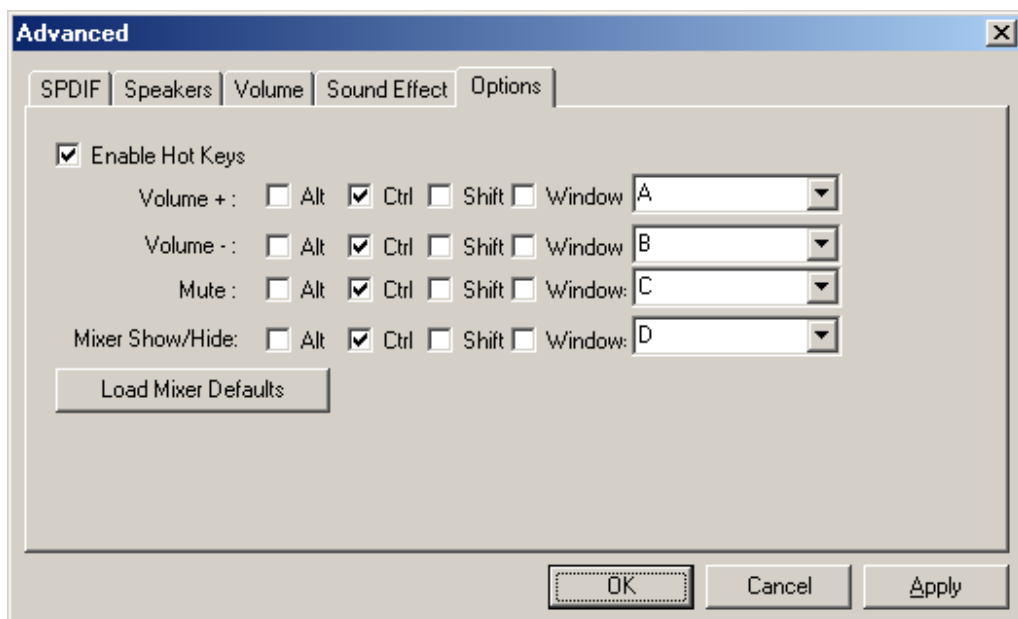 Advanced
SPDIF Speakers Volume Sound Effect Options
Enable Hot Keys
Volume + : Alt Ctrl Shift Window A
Volume - : Alt Ctrl Shift Window B
Mute : Alt Ctrl Shift Window: C
Mixer Show/Hide: Alt Ctrl Shift Window: D
Load Mixer Defaults
OK Cancel Apply